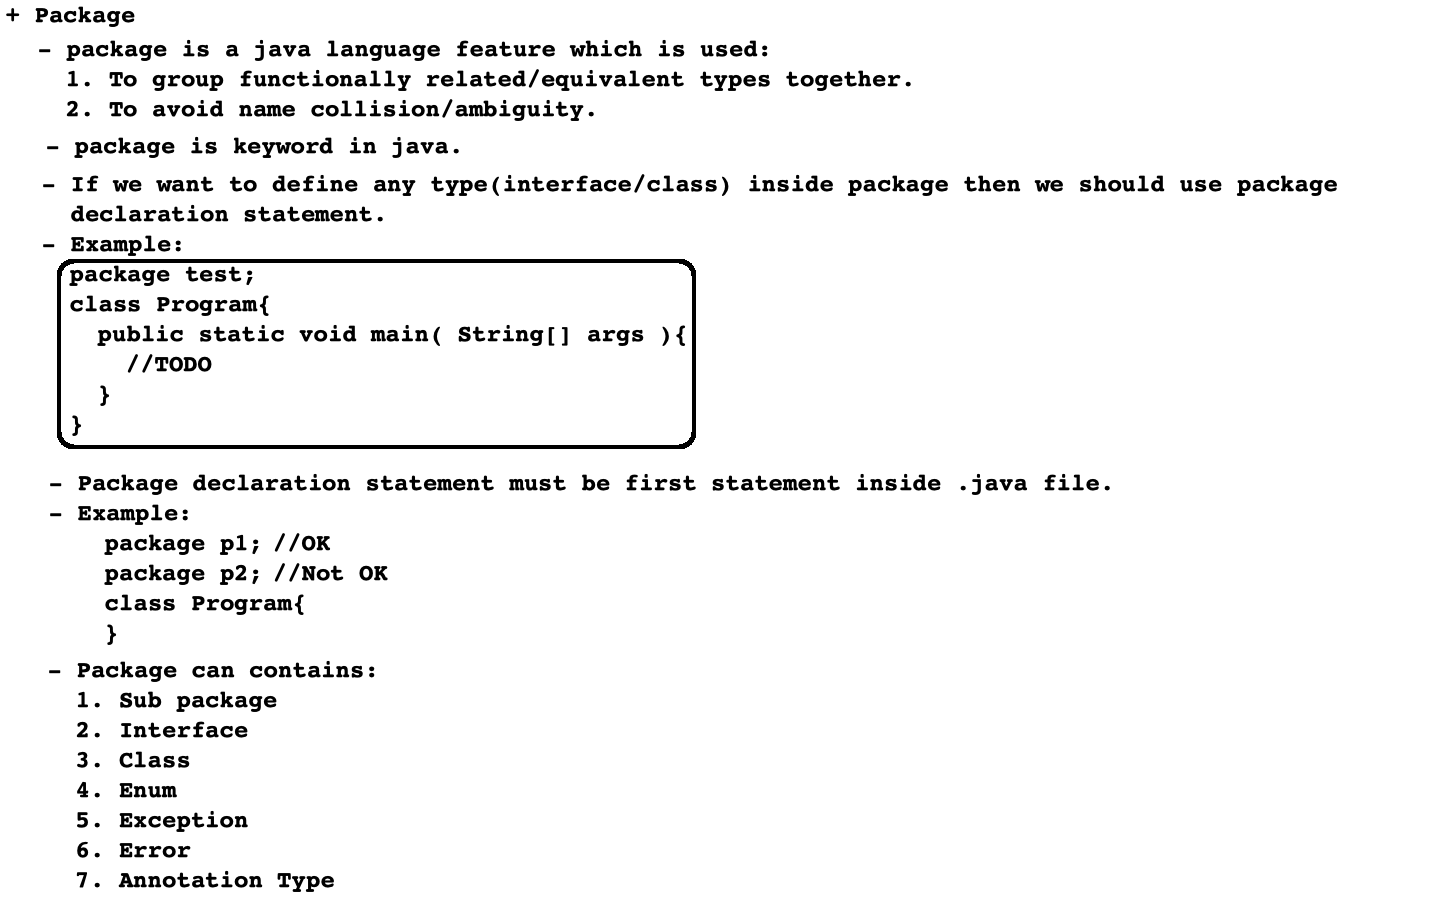 + Package
- package is a java language feature which is used:
1. To group functionally related/equivalent types together.
2. To avoid name collision/ambiguity.
- package is keyword in java.
- If we want to define any type(interface/class) inside package then we should use package
declaration statement.
- Example:
package test;
class Program{
public static void main( String[] args ){
//TODO
}
}
- Package declaration statement must be first statement inside .java file.
- Example:
package p1; //OK
package p2; //Not OK
class Program{
}
- Package can contains:
1. Sub package
2. Interface
3. Class
4. Enum
5. Exception
6. Error
7. Annotation Type